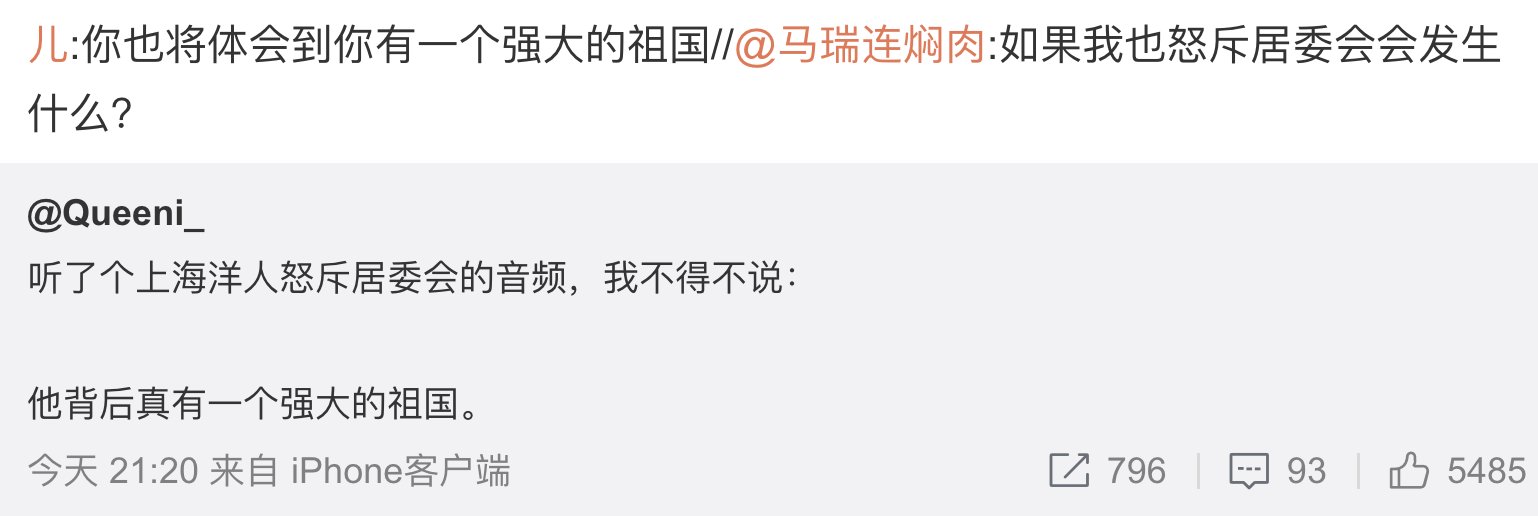 儿:你也将体会到你有一个强大的祖国//@马瑞连焖肉:如果我也怒斥居委会会发生
什么?
@Queeni_
听了个上海洋人怒斥居委会的音频，我不得不说：
他背后真有一个强大的祖国。
今天 21:20 来自 iPhone客户端 796 93 5485